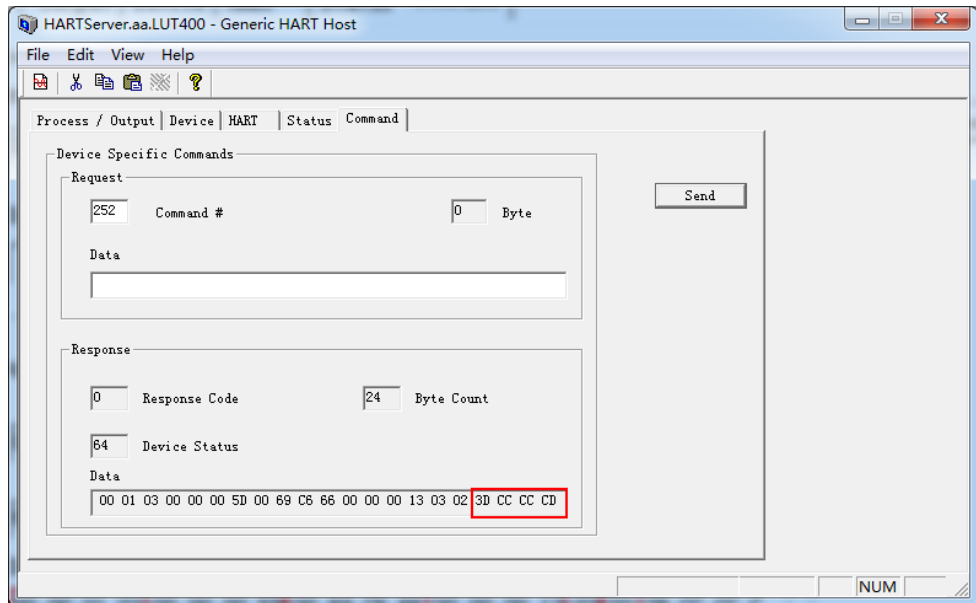 HARTServer.aa.LUT400 - Generic HART Host
File Edit View Help
Process / Output Device HART Status Command
Device Specific Commands
Request
252 Command # 0 Byte
Send
Data
Response
0 Response Code 24 Byte Count
64 Device Status
Data
00 01 03 00 00 00 5D 00 69 C6 66 00 00 00 13 03 02 3D CC CC CD
NUM